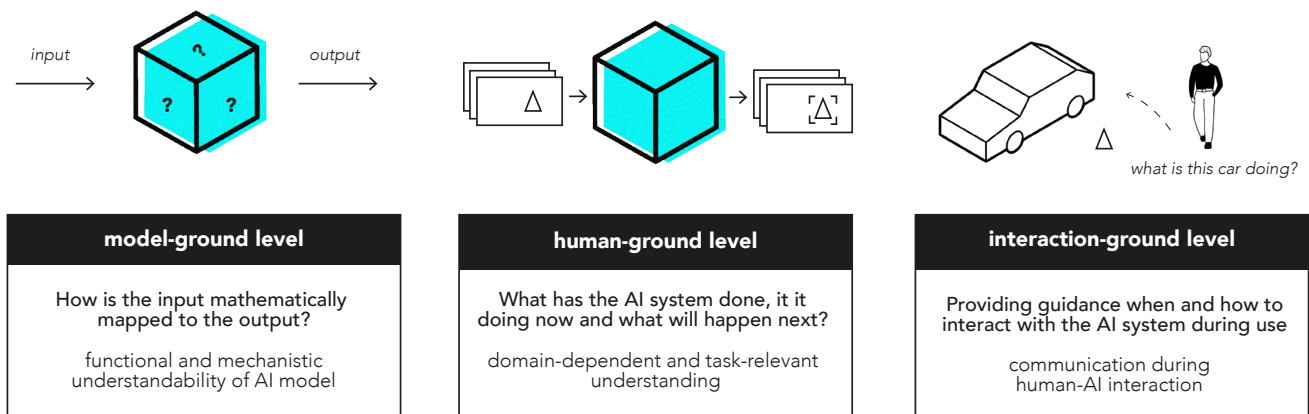 input
output
?
?
?
what is this car doing?
model-ground level
How is the input mathematically
mapped to the output?
functional and mechanistic
understandability of AI model
human-ground level
What has the AI system done, it it
doing now and what will happen next?
domain-dependent and task-relevant
understanding
interaction-ground level
Providing guidance when and how to
interact with the AI system during use
communication during
human-AI interaction